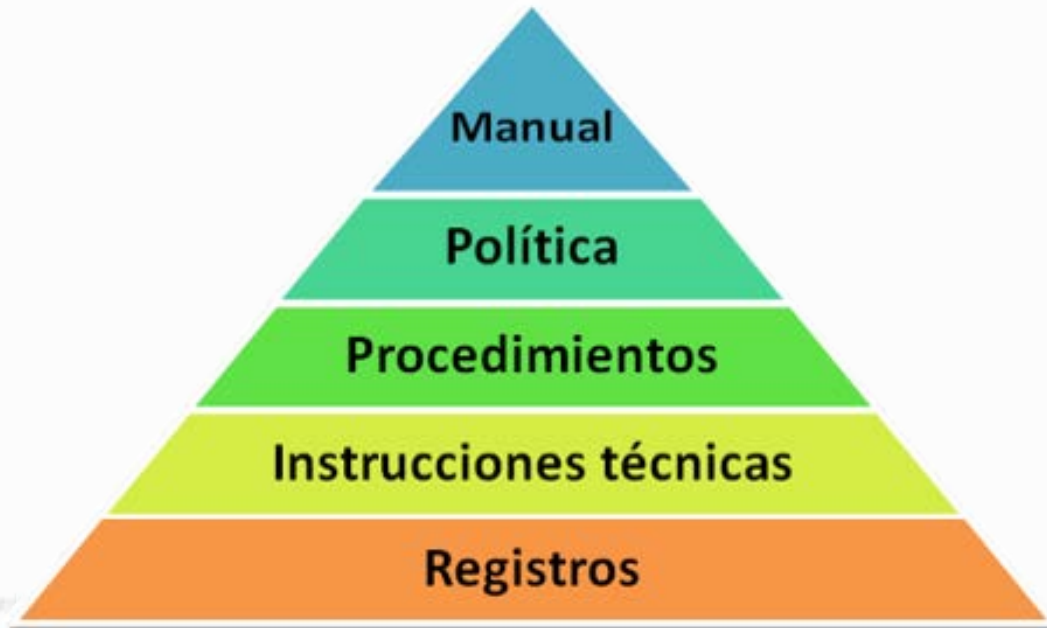 Manual
Política
Procedimientos
Instrucciones técnicas
Registros